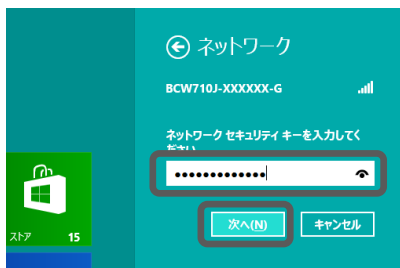 ネットワーク
BCW710J-XXXXXX-G
ネットワーク セキュリティ キーを入力してく
ださい
•••••••••••••
次へ(N)
キャンセル
ストア 15